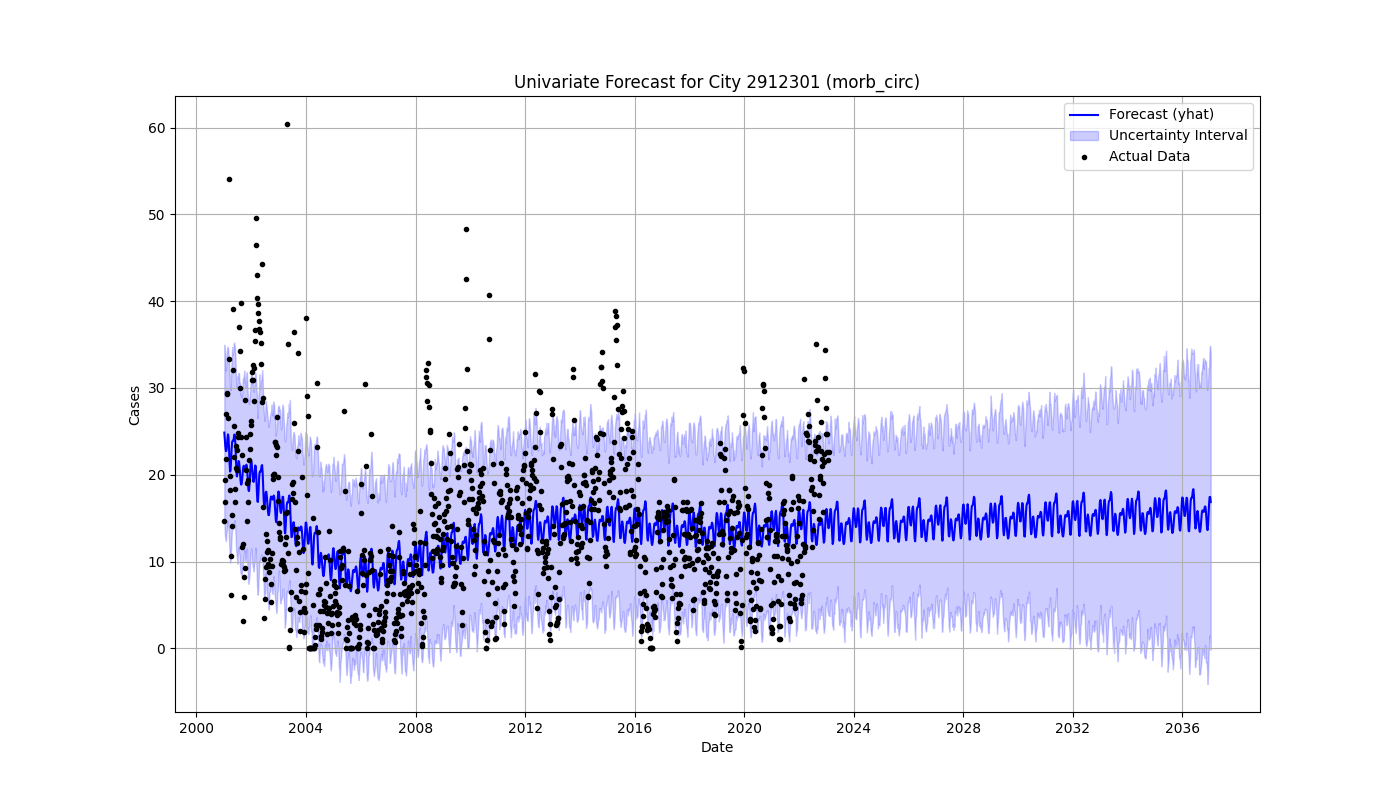 Univariate Forecast for City 2912301 (morb_circ)
Forecast (yhat)
Uncertainty Interval
Actual Data
Cases
60
50
40
30
20
10
0
2000 2004 2008 2012 2016 2020 2024 2028 2032 2036
Date